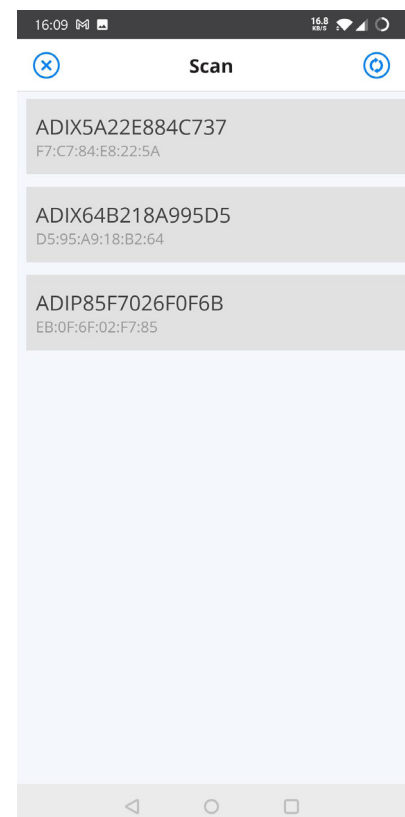 16:09
16.8
KB/S
Scan
ADIX5A22E884C737
F7:C7:84:E8:22:5A
ADIX64B218A995D5
D5:95:A9:18:B2:64
ADIP85F7026F0F6B
EB:0F:6F:02:F7:85